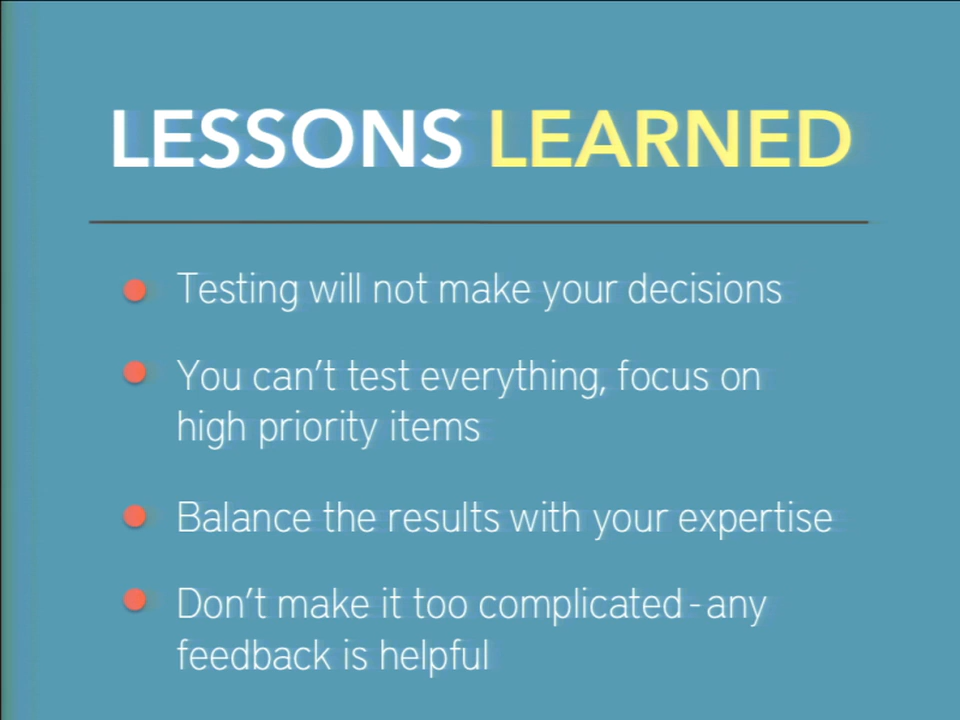 LESSONS LEARNED
Testing will not make your decisions
You can't test everything, focus on
high priority items
Balance the results with your expertise
Don't make it too complicated - any
feedback is helpful